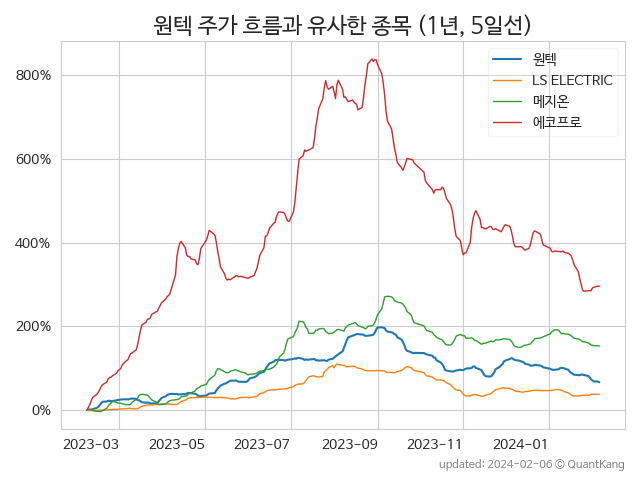 원텍 주가 흐름과 유사한 종목 (1년, 5일선)
800%
600%
400%
200%
0%
원텍
LS ELECTRIC
메지온
에코프로
2023-03
2023-05
2023-07
2023-09
2023-11
2024-01
updated: 2024-02-06 © QuantKang